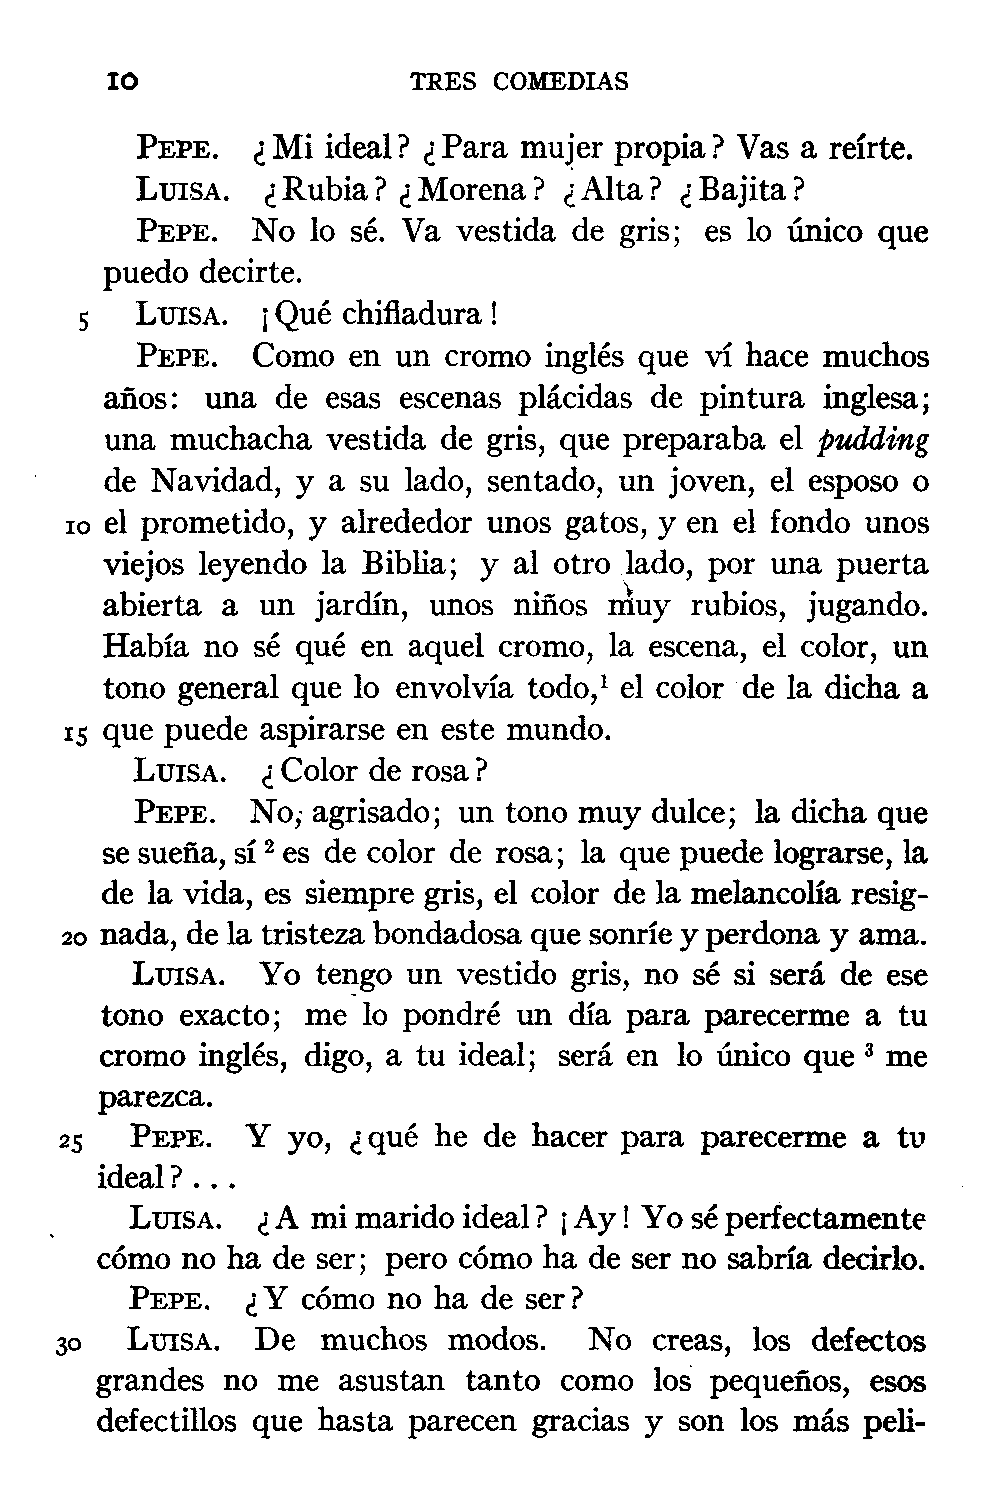 10 TRES COMEDIAS
PEPE. ¿Mi ideal? ¿Para mujer propia? Vas a reírte.
LUISA. ¿Rubia? ¿Morena? ¿Alta? ¿Bajita?
PEPE. No lo sé. Va vestida de gris; es lo único que
puedo decirte.
5 LUISA. ¡Qué chifladura!
PEPE. Como en un cromo inglés que ví hace muchos
años: una de esas escenas plácidas de pintura inglesa;
una muchacha vestida de gris, que preparaba el pudding
de Navidad, y a su lado, sentado, un joven, el esposo o
10 el prometido, y alrededor unos gatos, y en el fondo unos
viejos leyendo la Biblia; y al otro lado, por una puerta
abierta a un jardín, unos niños muy rubios, jugando.
Había no sé qué en aquel cromo, la escena, el color, un
tono general que lo envolvía todo,¹ el color de la dicha a
15 que puede aspirarse en este mundo.
LUISA. ¿Color de rosa?
PEPE. No, agrisado; un tono muy dulce; la dicha que
se sueña, sí ² es de color de rosa; la que puede lograrse, la
de la vida, es siempre gris, el color de la melancolía resig-
20 nada, de la tristeza bondadosa que sonríe y perdona y ama.
LUISA. Yo tengo un vestido gris, no sé si será de ese
tono exacto; me lo pondré un día para parecerme a tu
cromo inglés, digo, a tu ideal; será en lo único que ³ me
parezca.
25 PEPE. Y yo, ¿qué he de hacer para parecerme a tu
ideal? . . .
LUISA. ¿A mi marido ideal? ¡Ay! Yo sé perfectamente
cómo no ha de ser; pero cómo ha de ser no sabría decirlo.
PEPE. ¿Y cómo no ha de ser?
30 LUISA. De muchos modos. No creas, los defectos
grandes no me asustan tanto como los pequeños, esos
defectillos que hasta parecen gracias y son los más peli-